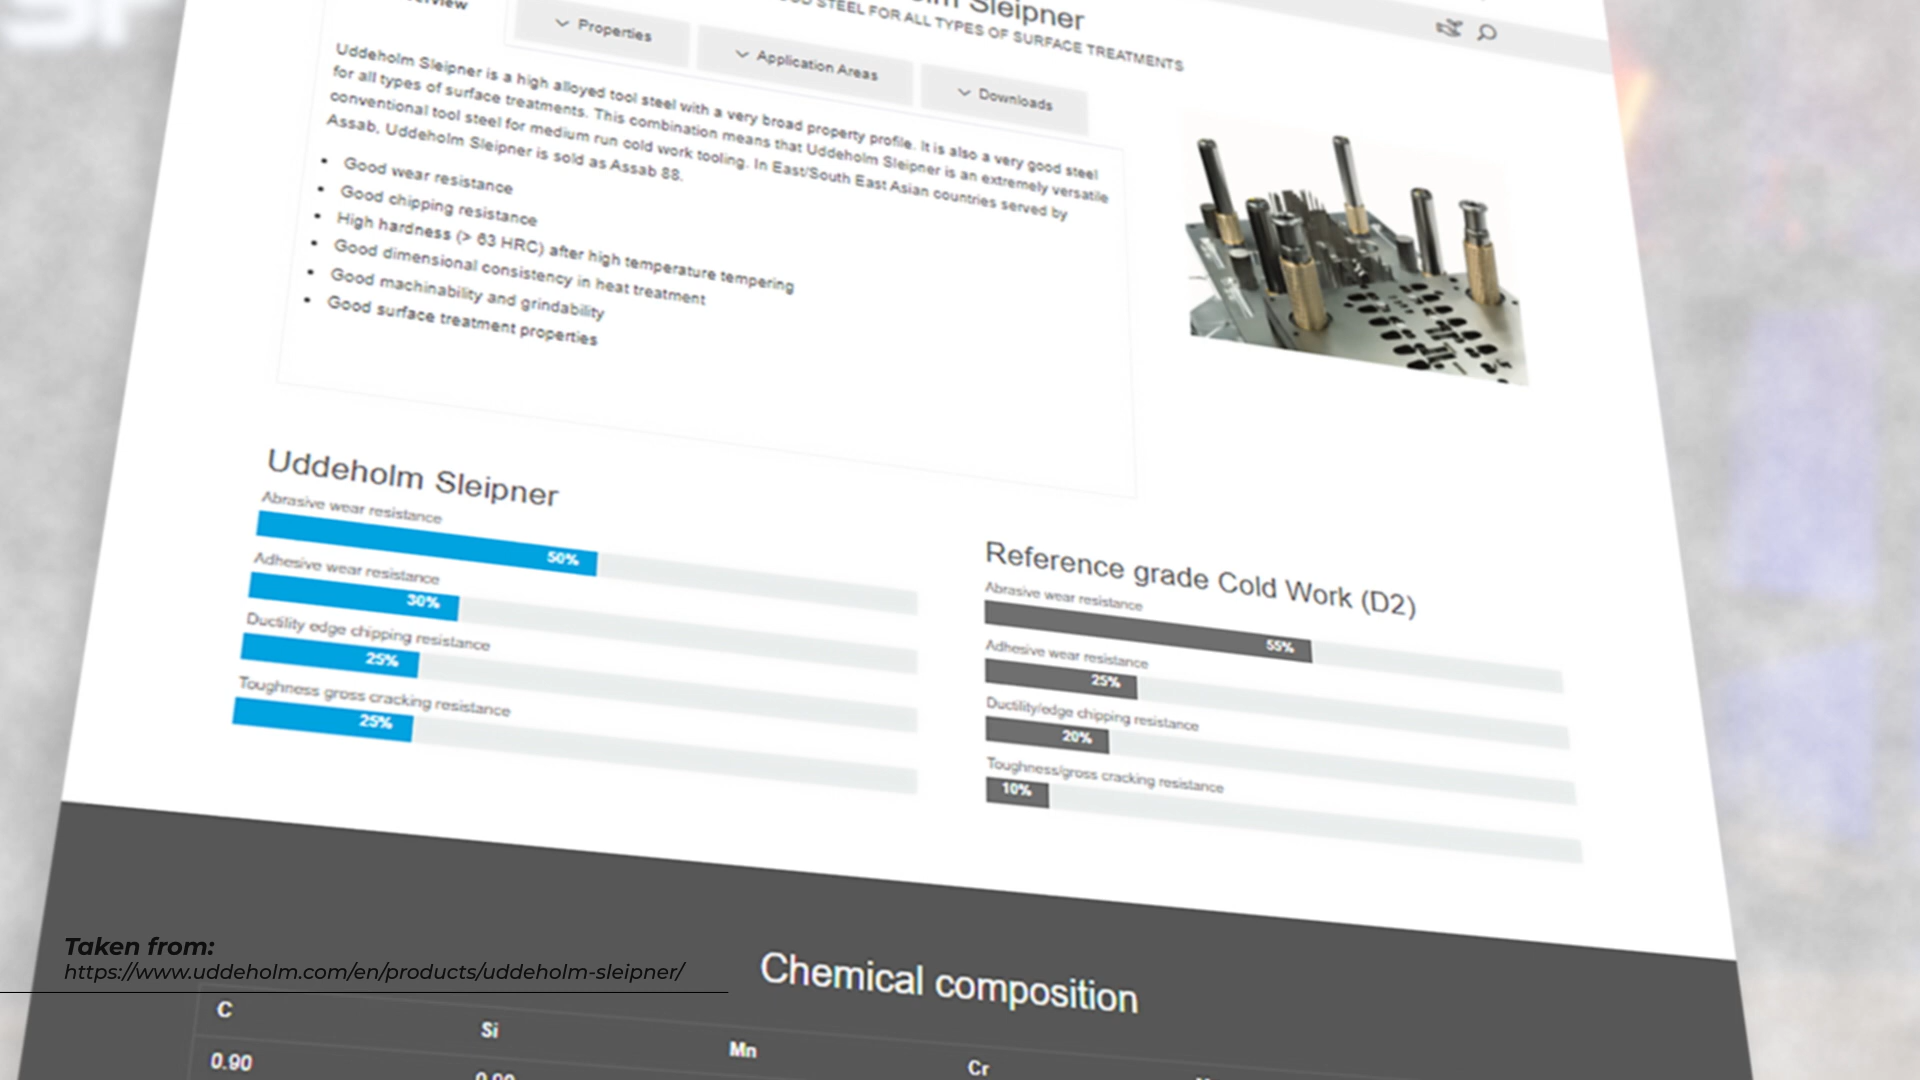 Sleipner
STEEL FOR ALL TYPES OF SURFACE TREATMENTS
Properties
Application Areas
Downloads
Uddeholm Sleipner is a high alloyed tool steel with a very broad property profile. It is also a very good steel
for all types of surface treatments. This combination means that Uddeholm Sleipner is an extremely versatile
conventional tool steel for medium run cold work tooling. In East/South East Asian countries served by
Assab, Uddeholm Sleipner is sold as Assab 88.
• Good wear resistance
• Good chipping resistance
• High hardness (> 63 HRC) after high temperature tempering
• Good dimensional consistency in heat treatment
• Good machinability and grindability
• Good surface treatment properties
Uddeholm Sleipner
Abrasive wear resistance
50%
Adhesive wear resistance
30%
Ductility edge chipping resistance
25%
Toughness gross cracking resistance
25%
Reference grade Cold Work (D2)
Abrasive wear resistance
55%
Adhesive wear resistance
25%
Ductility/edge chipping resistance
20%
Toughness/gross cracking resistance
10%
Taken from:
https://www.uddeholm.com/en/products/uddeholm-sleipner/
Chemical composition
C Si Mn Cr
0.90